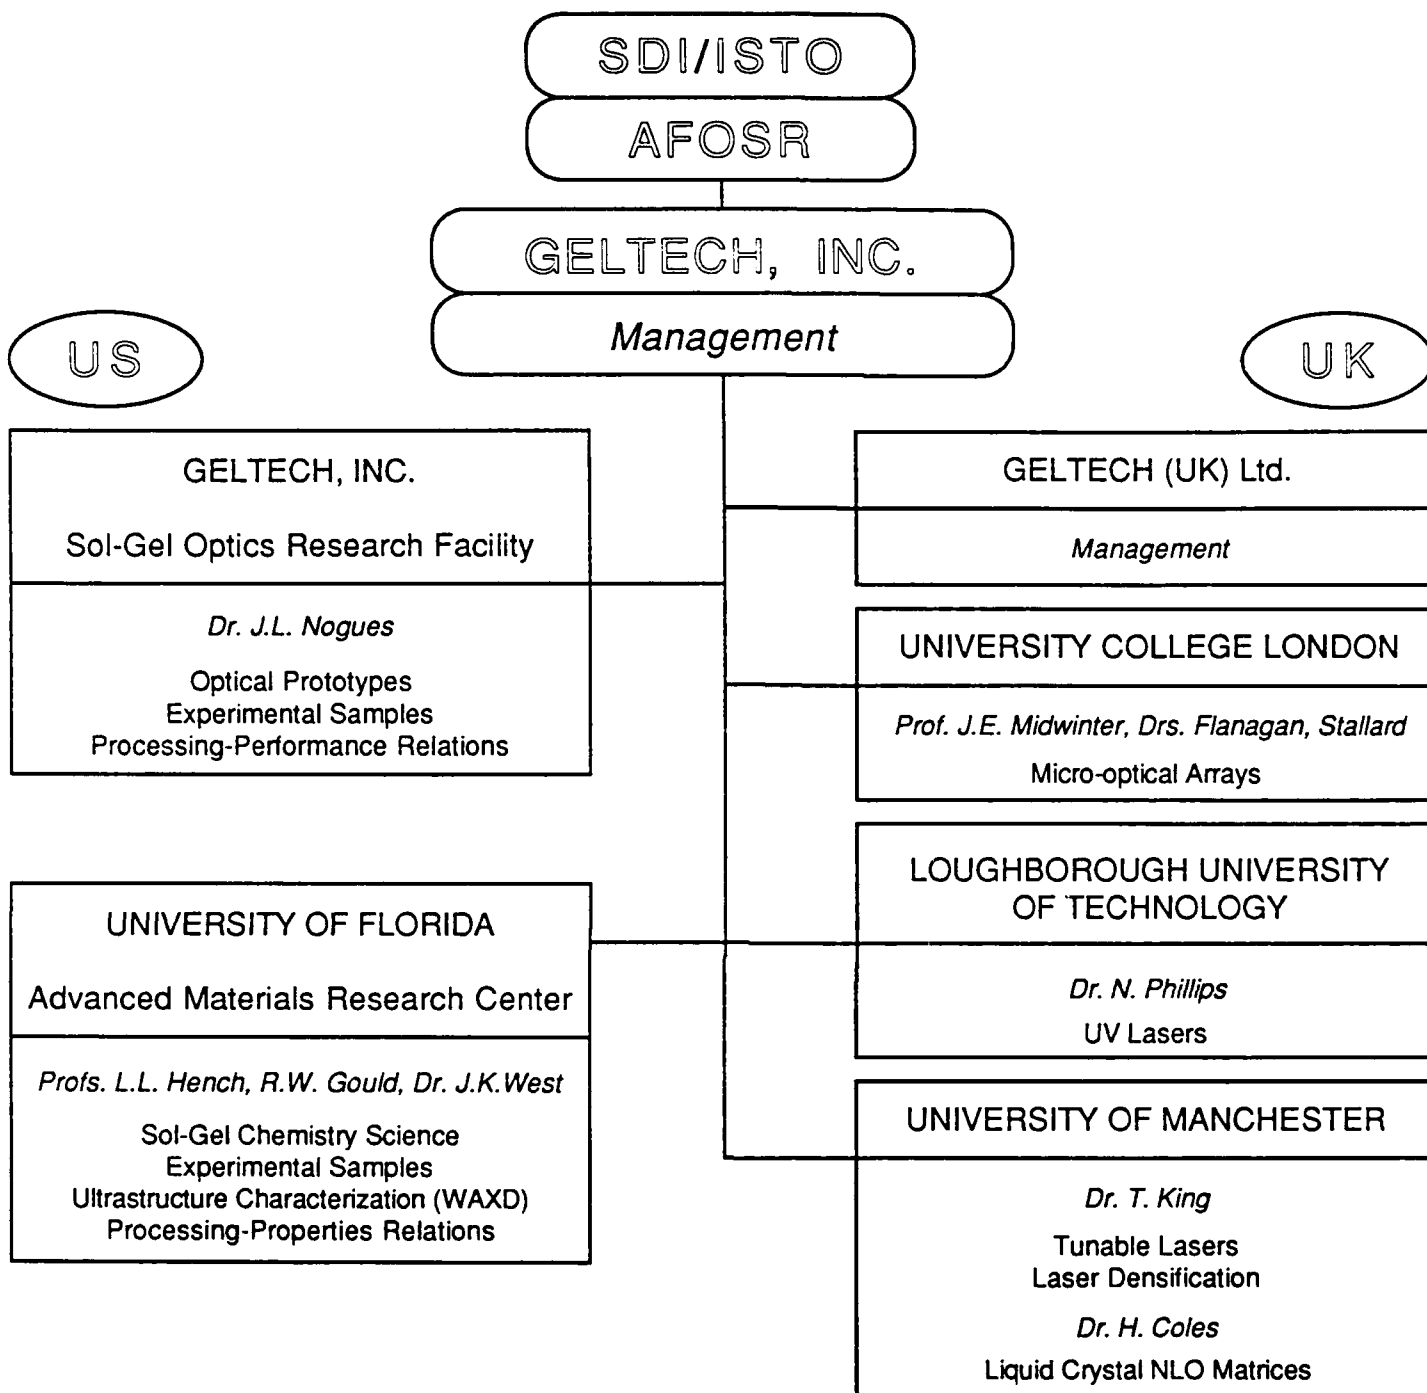 SDI/ISTO
AFOSR
GELTECH, INC.
Management
US
UK
GELTECH, INC.
Sol-Gel Optics Research Facility
Dr. J.L. Nogues
Optical Prototypes
Experimental Samples
Processing-Performance Relations
UNIVERSITY OF FLORIDA
Advanced Materials Research Center
Profs. L.L. Hench, R.W. Gould, Dr. J.K.West
Sol-Gel Chemistry Science
Experimental Samples
Ultrastructure Characterization (WAXD)
Processing-Properties Relations
GELTECH (UK) Ltd.
Management
UNIVERSITY COLLEGE LONDON
Prof. J.E. Midwinter, Drs. Flanagan, Stallard
Micro-optical Arrays
LOUGHBOROUGH UNIVERSITY
OF TECHNOLOGY
Dr. N. Phillips
UV Lasers
UNIVERSITY OF MANCHESTER
Dr. T. King
Tunable Lasers
Laser Densification
Dr. H. Coles
Liquid Crystal NLO Matrices